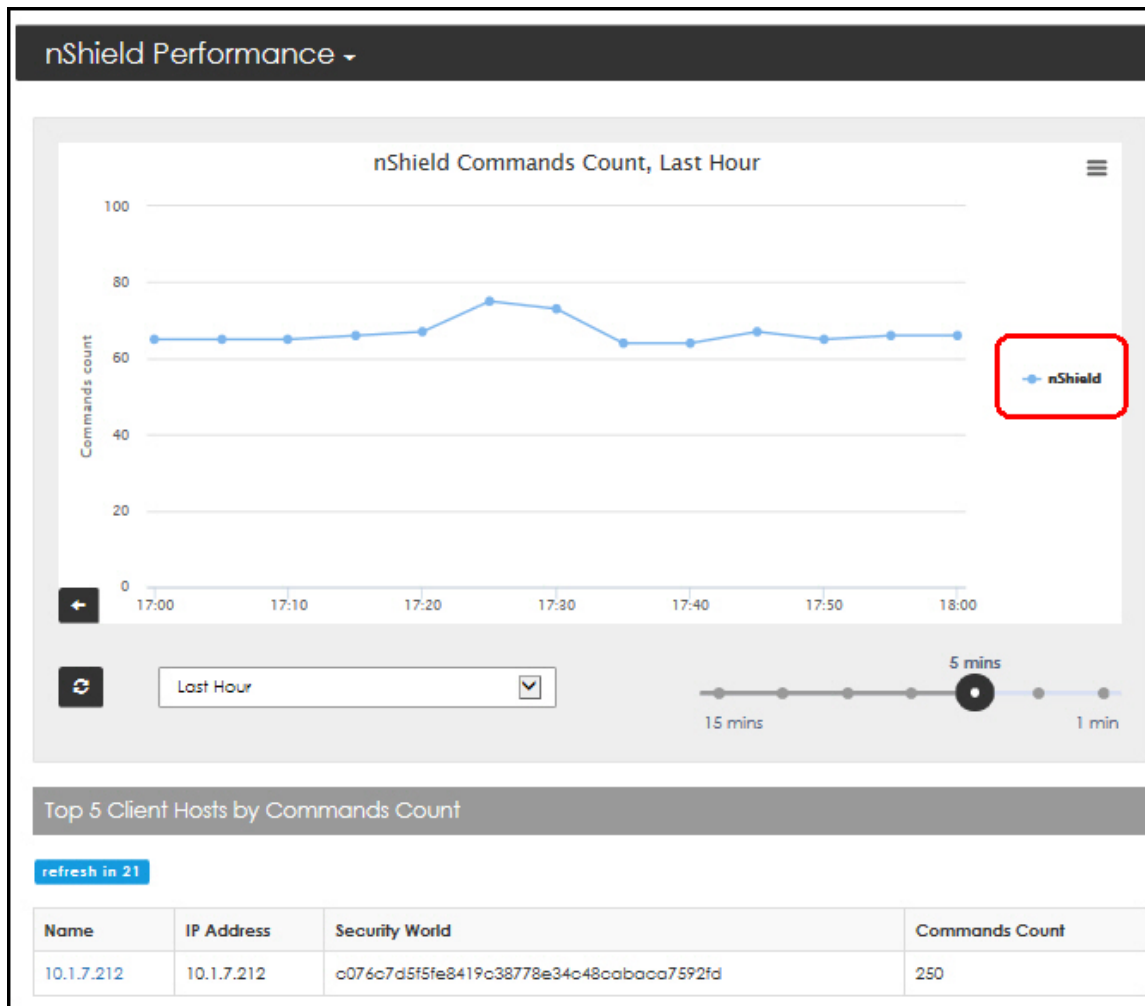 nShield Performance
nShield Commands Count, Last Hour
100
80
60
40
20
0
Commands count
17:00 17:10 17:20 17:30 17:40 17:50 18:00
nShield
Last Hour
5 mins
15 mins 1 min
Top 5 Client Hosts by Commands Count
refresh in 21
Name IP Address Security World Commands Count
10.1.7.212 10.1.7.212 c076c7d5f5fe8419c38778e34c48cabaca7592fd 250